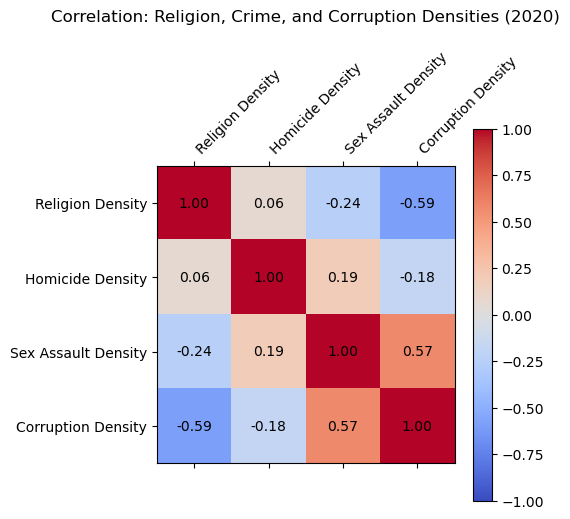 Correlation: Religion, Crime, and Corruption Densities (2020)
Religion Density
Homicide Density
Sex Assault Density
Corruption Density
Religion Density 1.00 0.06 -0.24 -0.59
Homicide Density 0.06 1.00 0.19 -0.18
Sex Assault Density -0.24 0.19 1.00 0.57
Corruption Density -0.59 -0.18 0.57 1.00
1.00
0.75
0.50
0.25
0.00
−0.25
−0.50
−0.75
−1.00